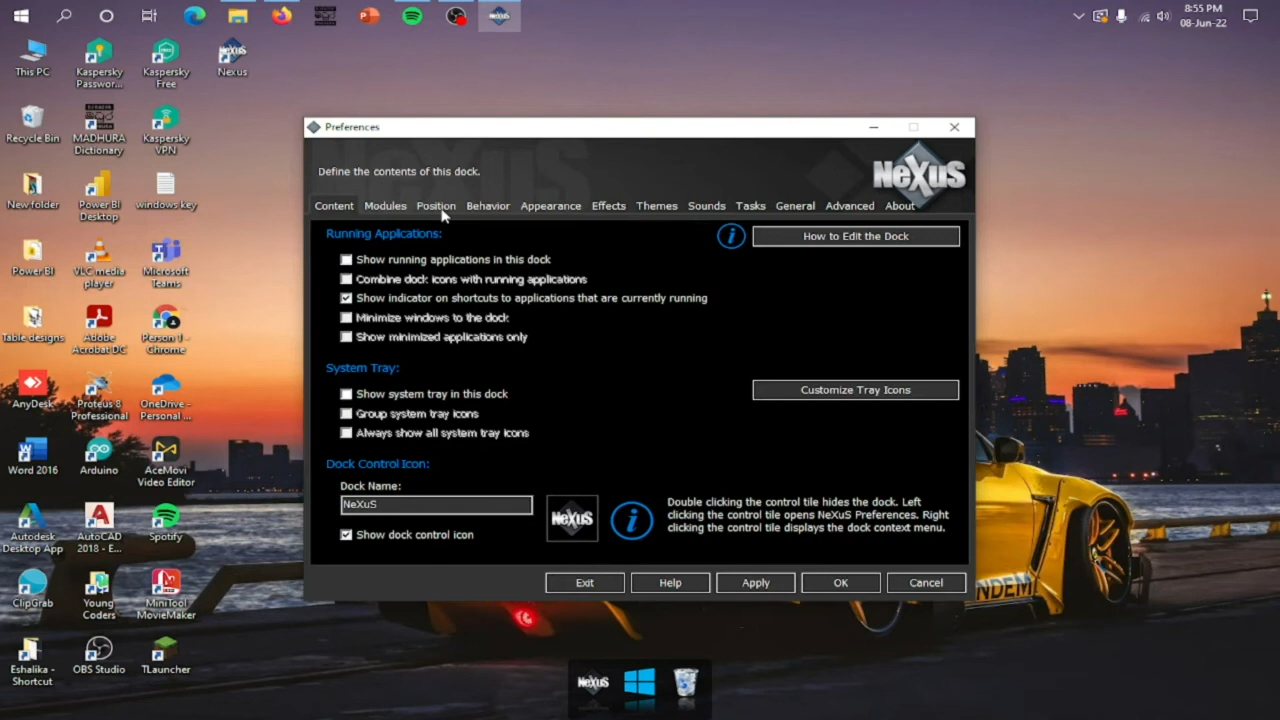 8:55 PM
08-Jun-22
This PC
Kaspersky
Passwor...
Kaspersky
Free
Nexus
Recycle Bin
MADHURA
Dictionary
Kaspersky
VPN
New folder
Power BI
Desktop
windows key
Power BI
VLC media
player
Microsoft
Teams
Table designs
Adobe
Acrobat DC
Person 1 -
Chrome
AnyDesk
Proteus 8
Professional
OneDrive -
Personal ...
Word 2016
Arduino
AceMovi
Video Editor
Autodesk
Desktop App
AutoCAD
2018 - E...
Spotify
ClipGrab
Young
Coders
MiniTool
MovieMaker
Eshalika -
Shortcut
OBS Studio
TLauncher
Preferences
Define the contents of this dock.
NeXuS
Content Modules Position Behavior Appearance Effects Themes Sounds Tasks General Advanced About
Running Applications:
How to Edit the Dock
Show running applications in this dock
Combine dock icons with running applications
Show indicator on shortcuts to applications that are currently running
Minimize windows to the dock
Show minimized applications only
System Tray:
Show system tray in this dock
Customize Tray Icons
Group system tray icons
Always show all system tray icons
Dock Control Icon:
Dock Name:
NeXuS
NeXuS
Double clicking the control tile hides the dock. Left
clicking the control tile opens NeXuS Preferences. Right
clicking the control tile displays the dock context menu.
Show dock control icon
Exit Help Apply OK Cancel
NDEM
NeXuS